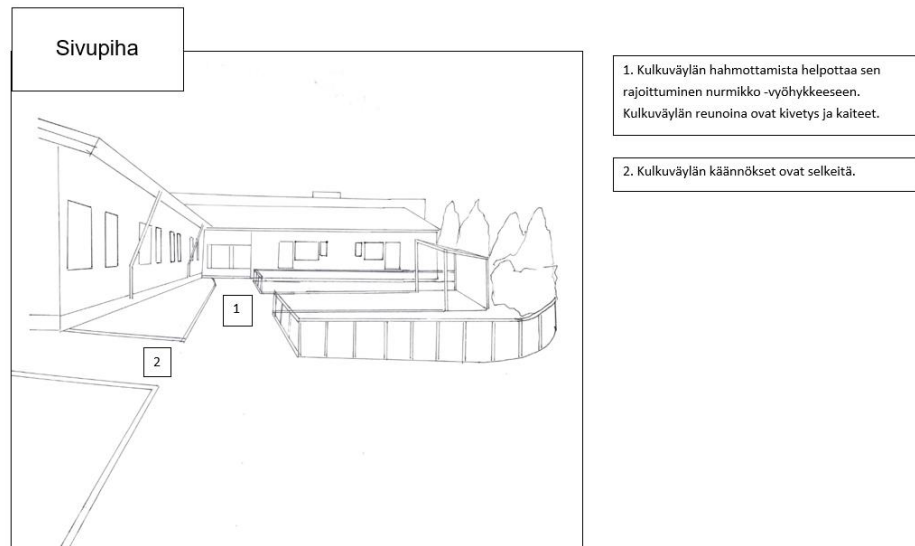 Sivupiha
1. Kulkuväylän hahmottamista helpottaa sen
rajoittuminen nurmikko -vyöhykkeeseen.
Kulkuväylän reunoina ovat kivetys ja kaiteet.
2. Kulkuväylän käännökset ovat selkeitä.
1
2